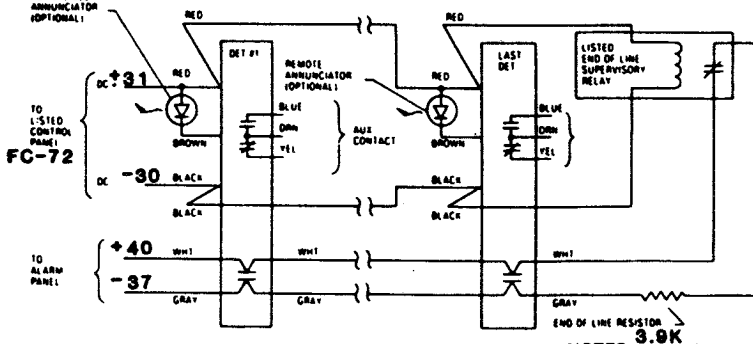 ANNUNCIATOR
(OPTIONAL)
RED
RED
DET #1
LAST
DET
LISTED
END OF LINE
SUPERVISORY
RELAY
REMOTE
ANNUNCIATOR
(OPTIONAL)
DC +31
RED
RED
TO
LISTED
CONTROL
PANEL
FC-72
BLUE
ORN
YEL
AUX
CONTACT
BLUE
ORN
YEL
BROWN
BROWN
DC -30
BLACK
BLACK
BLACK
BLACK
TO
ALARM
PANEL
+40
WHT
WHT
WHT
-37
GRAY
GRAY
GRAY
END OF LINE RESISTOR
3.9K